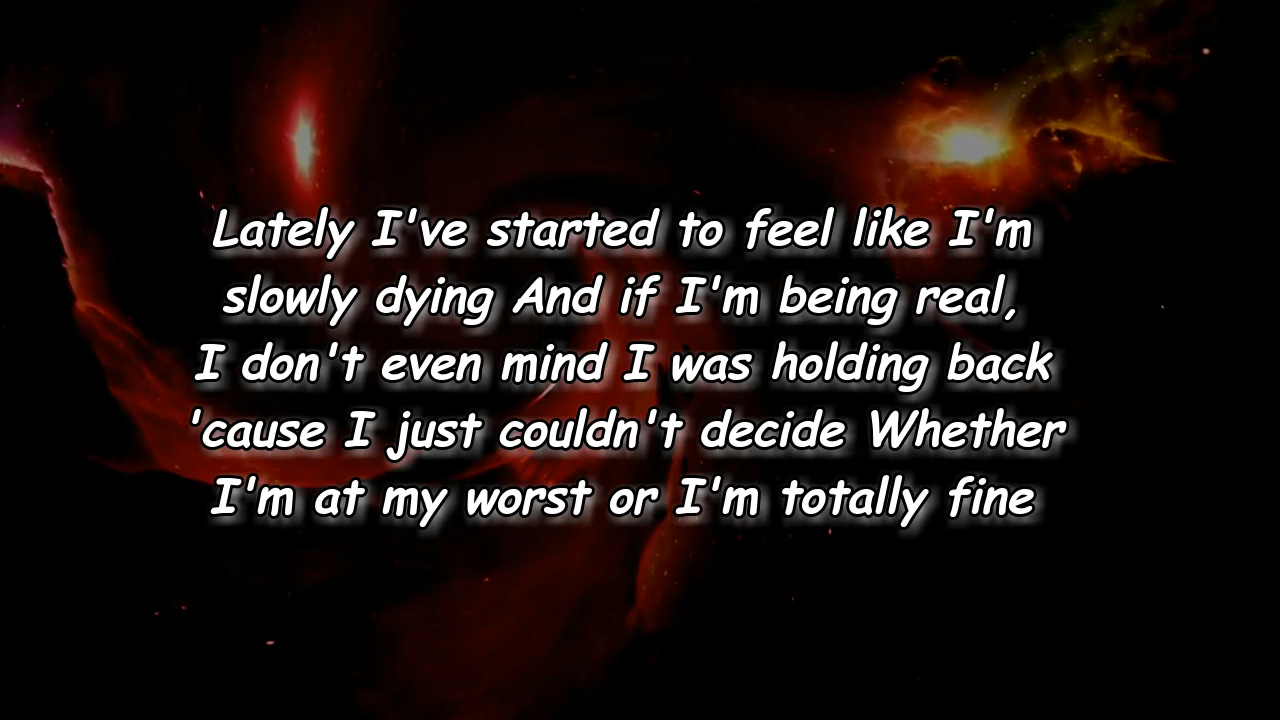 Lately I've started to feel like I'm
slowly dying And if I'm being real,
I don't even mind I was holding back
'cause I just couldn't decide Whether
I'm at my worst or I'm totally fine